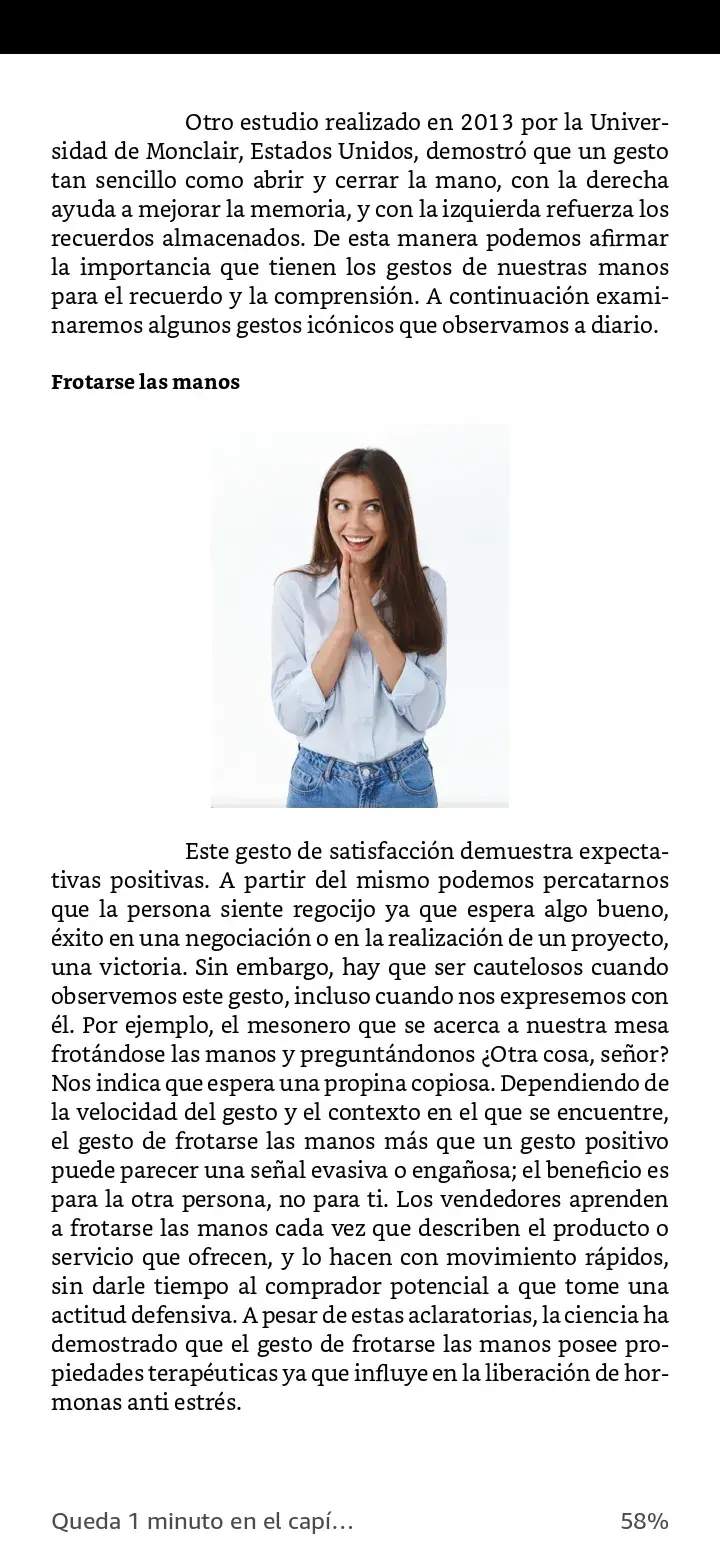 Otro estudio realizado en 2013 por la Univer-
sidad de Monclair, Estados Unidos, demostró que un gesto
tan sencillo como abrir y cerrar la mano, con la derecha
ayuda a mejorar la memoria, y con la izquierda refuerza los
recuerdos almacenados. De esta manera podemos afirmar
la importancia que tienen los gestos de nuestras manos
para el recuerdo y la comprensión. A continuación exami-
naremos algunos gestos icónicos que observamos a diario.
Frotarse las manos
Este gesto de satisfacción demuestra expecta-
tivas positivas. A partir del mismo podemos percatarnos
que la persona siente regocijo ya que espera algo bueno,
éxito en una negociación o en la realización de un proyecto,
una victoria. Sin embargo, hay que ser cautelosos cuando
observemos este gesto, incluso cuando nos expresemos con
él. Por ejemplo, el mesonero que se acerca a nuestra mesa
frotándose las manos y preguntándonos ¿Otra cosa, señor?
Nos indica que espera una propina copiosa. Dependiendo de
la velocidad del gesto y el contexto en el que se encuentre,
el gesto de frotarse las manos más que un gesto positivo
puede parecer una señal evasiva o engañosa; el beneficio es
para la otra persona, no para ti. Los vendedores aprenden
a frotarse las manos cada vez que describen el producto o
servicio que ofrecen, y lo hacen con movimiento rápidos,
sin darle tiempo al comprador potencial a que tome una
actitud defensiva. A pesar de estas aclaratorias, la ciencia ha
demostrado que el gesto de frotarse las manos posee pro-
piedades terapéuticas ya que influye en la liberación de hor-
monas anti estrés.
Queda 1 minuto en el capí… 58%